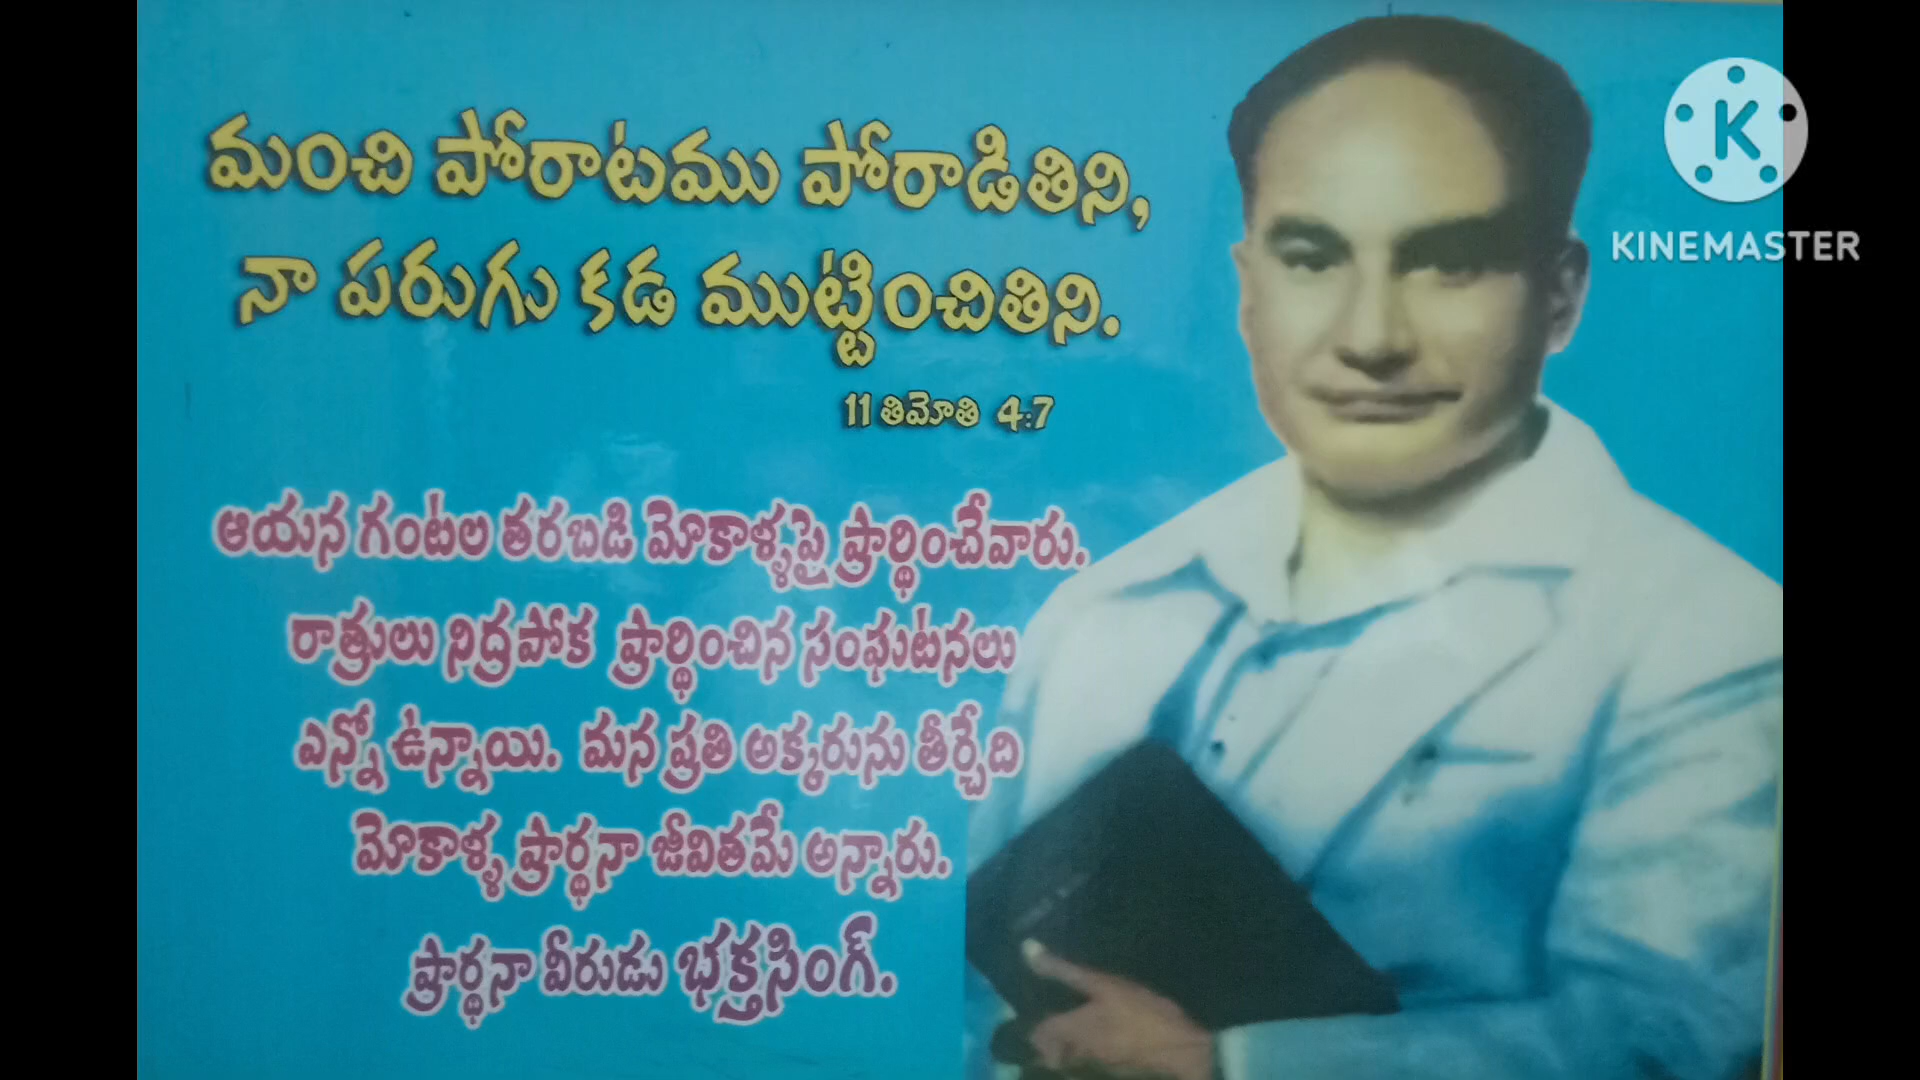 మంచి పోరాటము పోరాడితిని,
నా పరుగు కడ ముట్టించితిని.
11 తిమోతి 4:7
ఆయన గంటల తరబడి మోకాళ్ళపై ప్రార్థించేవారు.
రాత్రులు నిద్రపోక ప్రార్థించిన సంఘటనలు
ఎన్నో ఉన్నాయి. మన ప్రతి అక్కరును తీర్చేది
మోకాళ్ళ ప్రార్థనా జీవితమే అన్నారు.
ప్రార్థనా వీరుడు భక్తసింగ్.
K
KINEMASTER